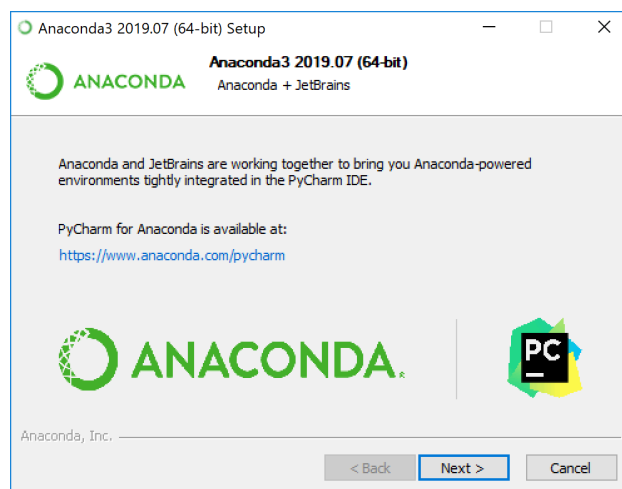 Anaconda3 2019.07 (64-bit) Setup
ANACONDA
Anaconda3 2019.07 (64-bit)
Anaconda + JetBrains
Anaconda and JetBrains are working together to bring you Anaconda-powered
environments tightly integrated in the PyCharm IDE.
PyCharm for Anaconda is available at:
https://www.anaconda.com/pycharm
ANACONDA.
PC
Anaconda, Inc.
< Back
Next >
Cancel